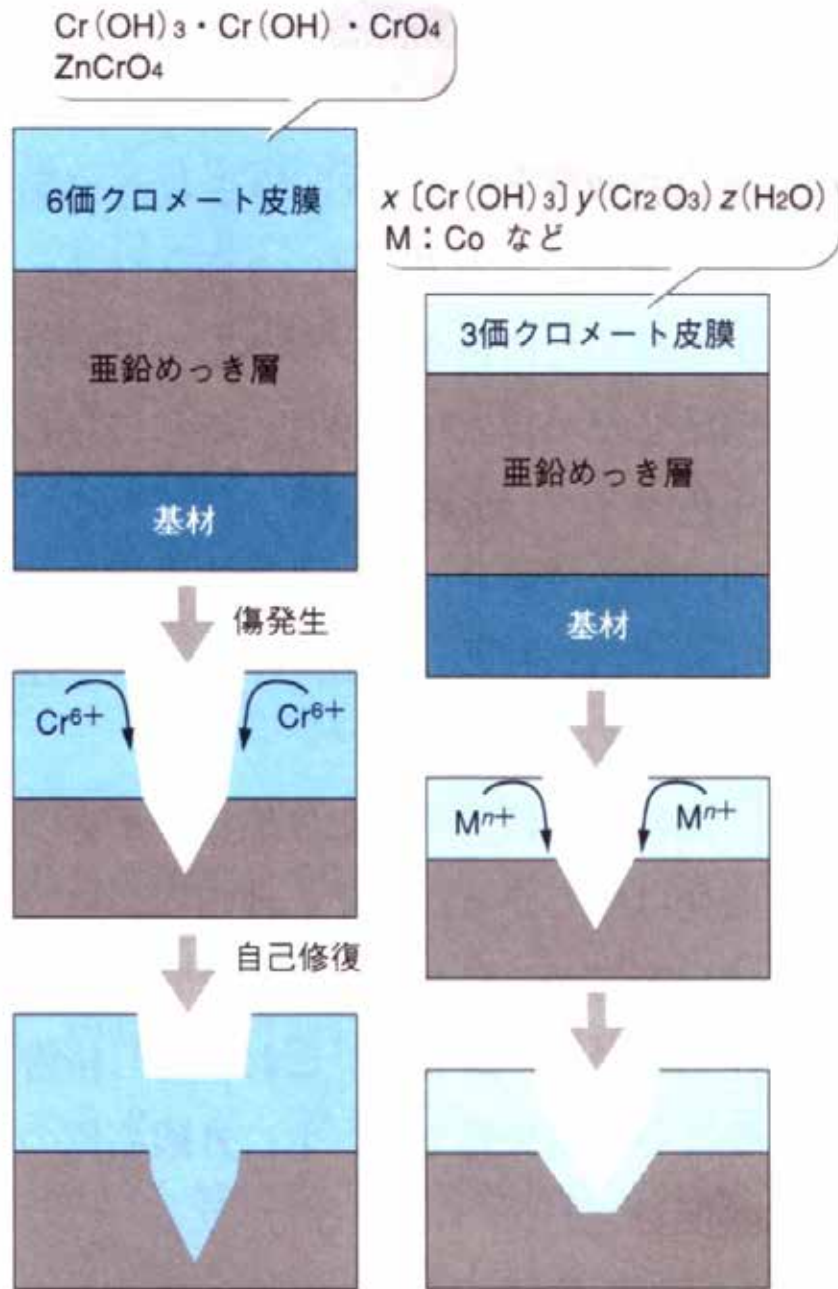 Cr(OH)3・Cr(OH)・CrO4
ZnCrO4
6価クロメート皮膜
亜鉛めっき層
基材
傷発生
Cr6+
Cr6+
自己修復
x〔Cr(OH)3〕y(Cr2O3)z(H2O)
M：Co など
3価クロメート皮膜
亜鉛めっき層
基材
Mn+
Mn+